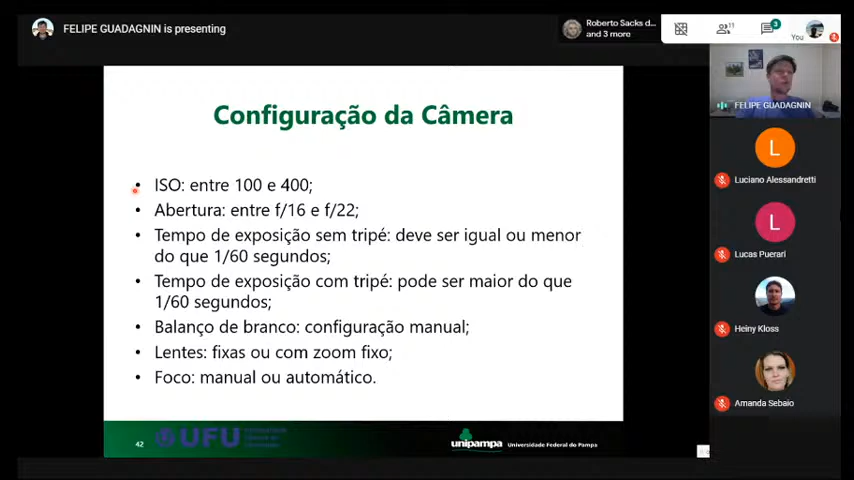 FELIPE GUADAGNIN is presenting
Roberto Sacks d...
and 3 more
11
3
You
Configuração da Câmera
• ISO: entre 100 e 400;
• Abertura: entre f/16 e f/22;
• Tempo de exposição sem tripé: deve ser igual ou menor
do que 1/60 segundos;
• Tempo de exposição com tripé: pode ser maior do que
1/60 segundos;
• Balanço de branco: configuração manual;
• Lentes: fixas ou com zoom fixo;
• Foco: manual ou automático.
42
UFU
unipampa
Universidade Federal do Pampa
FELIPE GUADAGNIN
L
Luciano Alessandretti
L
Lucas Puerari
Heiny Kloss
Amanda Sebaio